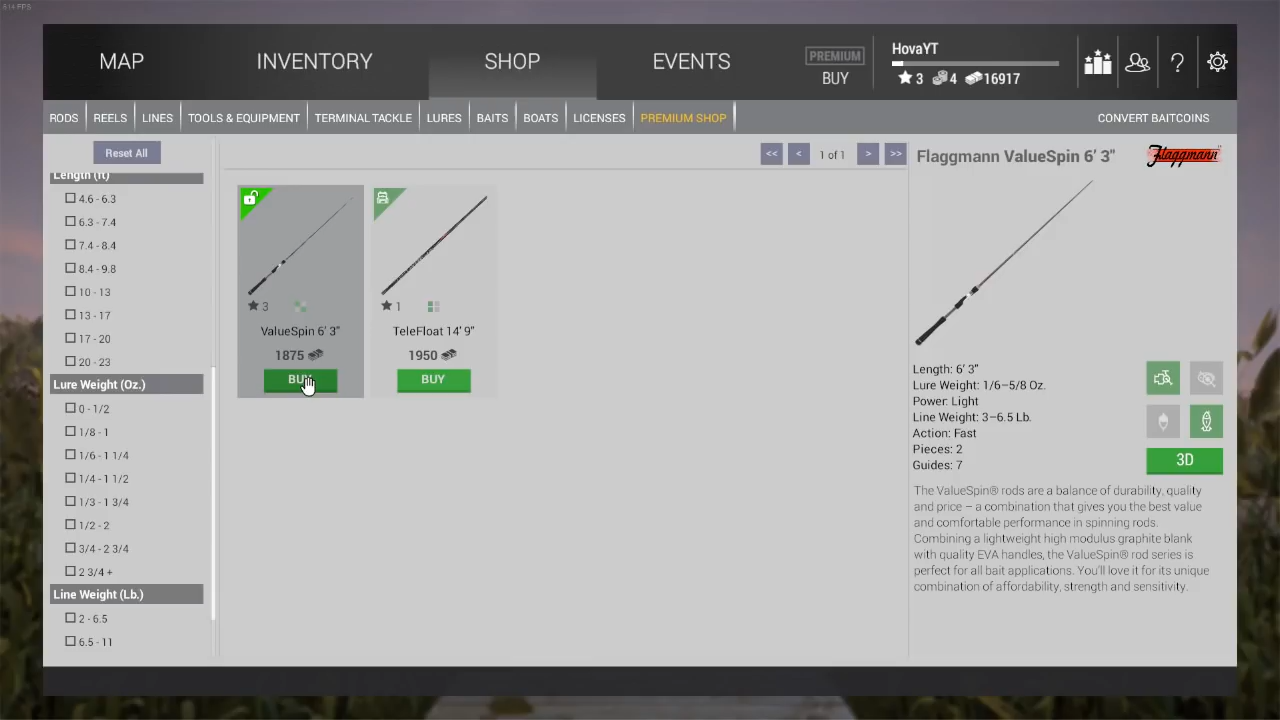 614 FPS
MAP
INVENTORY
SHOP
EVENTS
PREMIUM
BUY
HovaYT
3 4 16917
?
RODS
REELS
LINES
TOOLS & EQUIPMENT
TERMINAL TACKLE
LURES
BAITS
BOATS
LICENSES
PREMIUM SHOP
CONVERT BAITCOINS
Reset All
Length (ft)
4.6 - 6.3
6.3 - 7.4
7.4 - 8.4
8.4 - 9.8
10 - 13
13 - 17
17 - 20
20 - 23
Lure Weight (Oz.)
0 - 1/2
1/8 - 1
1/6 - 1 1/4
1/4 - 1 1/2
1/3 - 1 3/4
1/2 - 2
3/4 - 2 3/4
2 3/4 +
Line Weight (Lb.)
2 - 6.5
6.5 - 11
<< < 1 of 1 > >>
3
ValueSpin 6' 3"
1875
BUY
1
TeleFloat 14' 9"
1950
BUY
Flaggmann ValueSpin 6' 3"
Flaggmann
Length: 6' 3"
Lure Weight: 1/6–5/8 Oz.
Power: Light
Line Weight: 3–6.5 Lb.
Action: Fast
Pieces: 2
Guides: 7
3D
The ValueSpin® rods are a balance of durability, quality
and price – a combination that gives you the best value
and comfortable performance in spinning rods.
Combining a lightweight high modulus graphite blank
with quality EVA handles, the ValueSpin® rod series is
perfect for all bait applications. You'll love it for its unique
combination of affordability, strength and sensitivity.